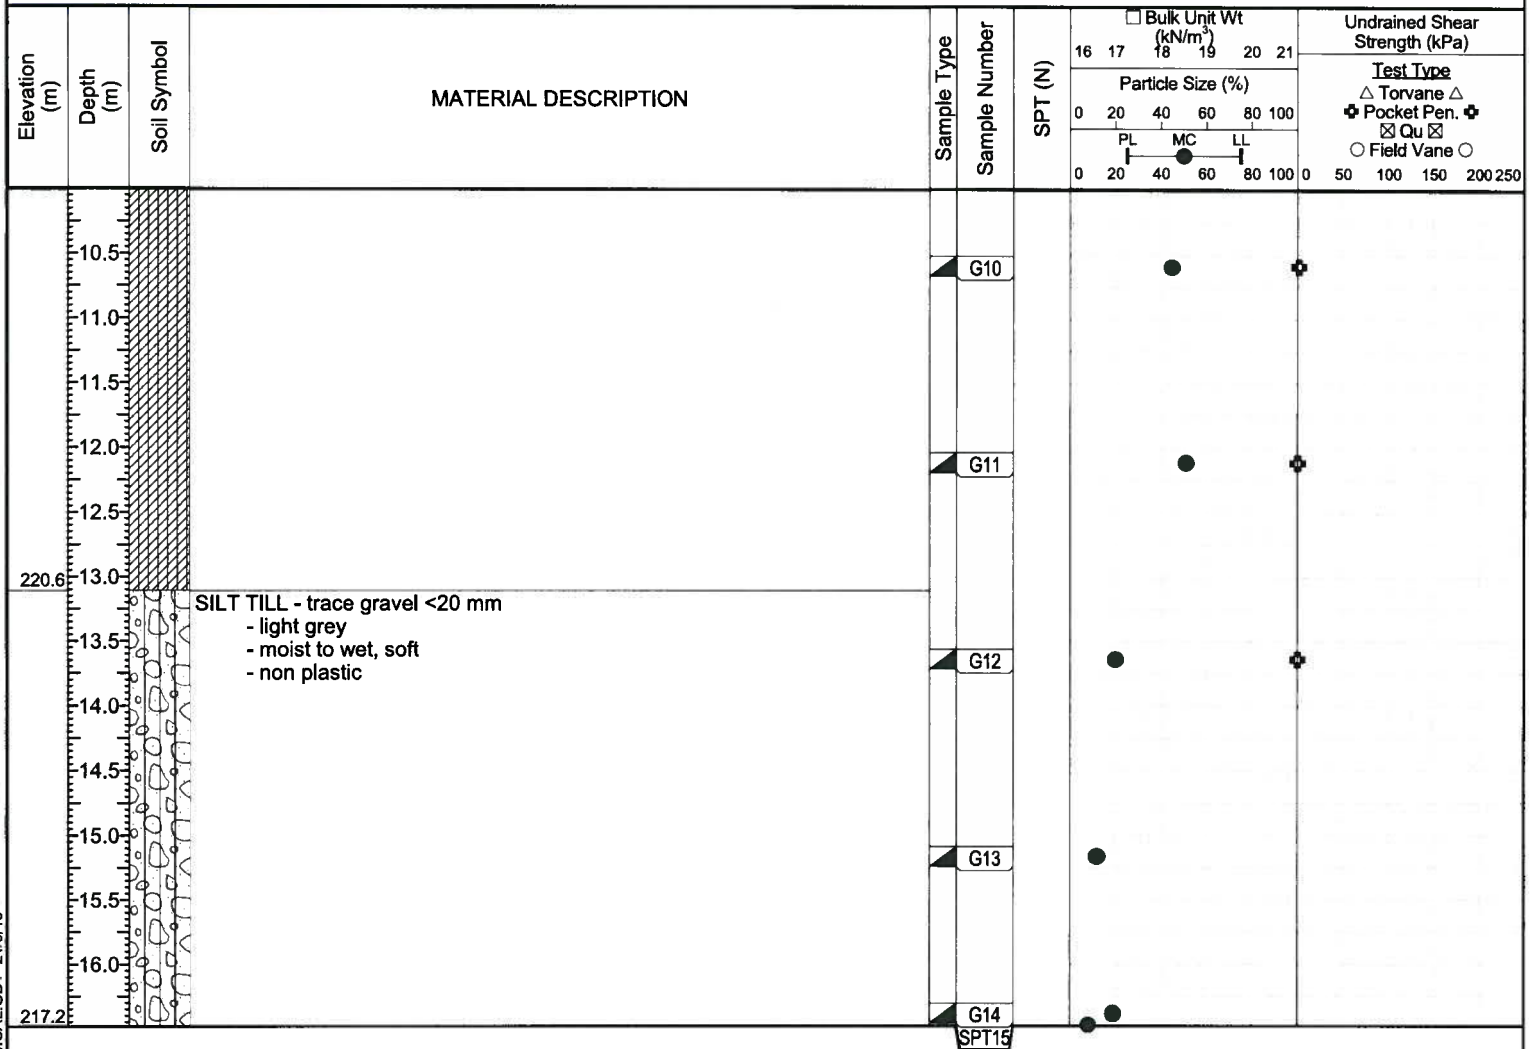 Elevation (m)
Depth (m)
Soil Symbol
MATERIAL DESCRIPTION
Sample Type
Sample Number
SPT (N)
□ Bulk Unit Wt
(kN/m³)
16 17 18 19 20 21
Particle Size (%)
0 20 40 60 80 100
PL MC LL
0 20 40 60 80 100
Undrained Shear
Strength (kPa)
Test Type
△ Torvane △
Pocket Pen.
☒ Qu ☒
○ Field Vane ○
0 50 100 150 200 250
10.5
G10
11.0
11.5
12.0
G11
12.5
220.6
13.0
SILT TILL - trace gravel <20 mm
- light grey
13.5
- moist to wet, soft
G12
- non plastic
14.0
14.5
15.0
G13
15.5
16.0
217.2
G14
SPT15